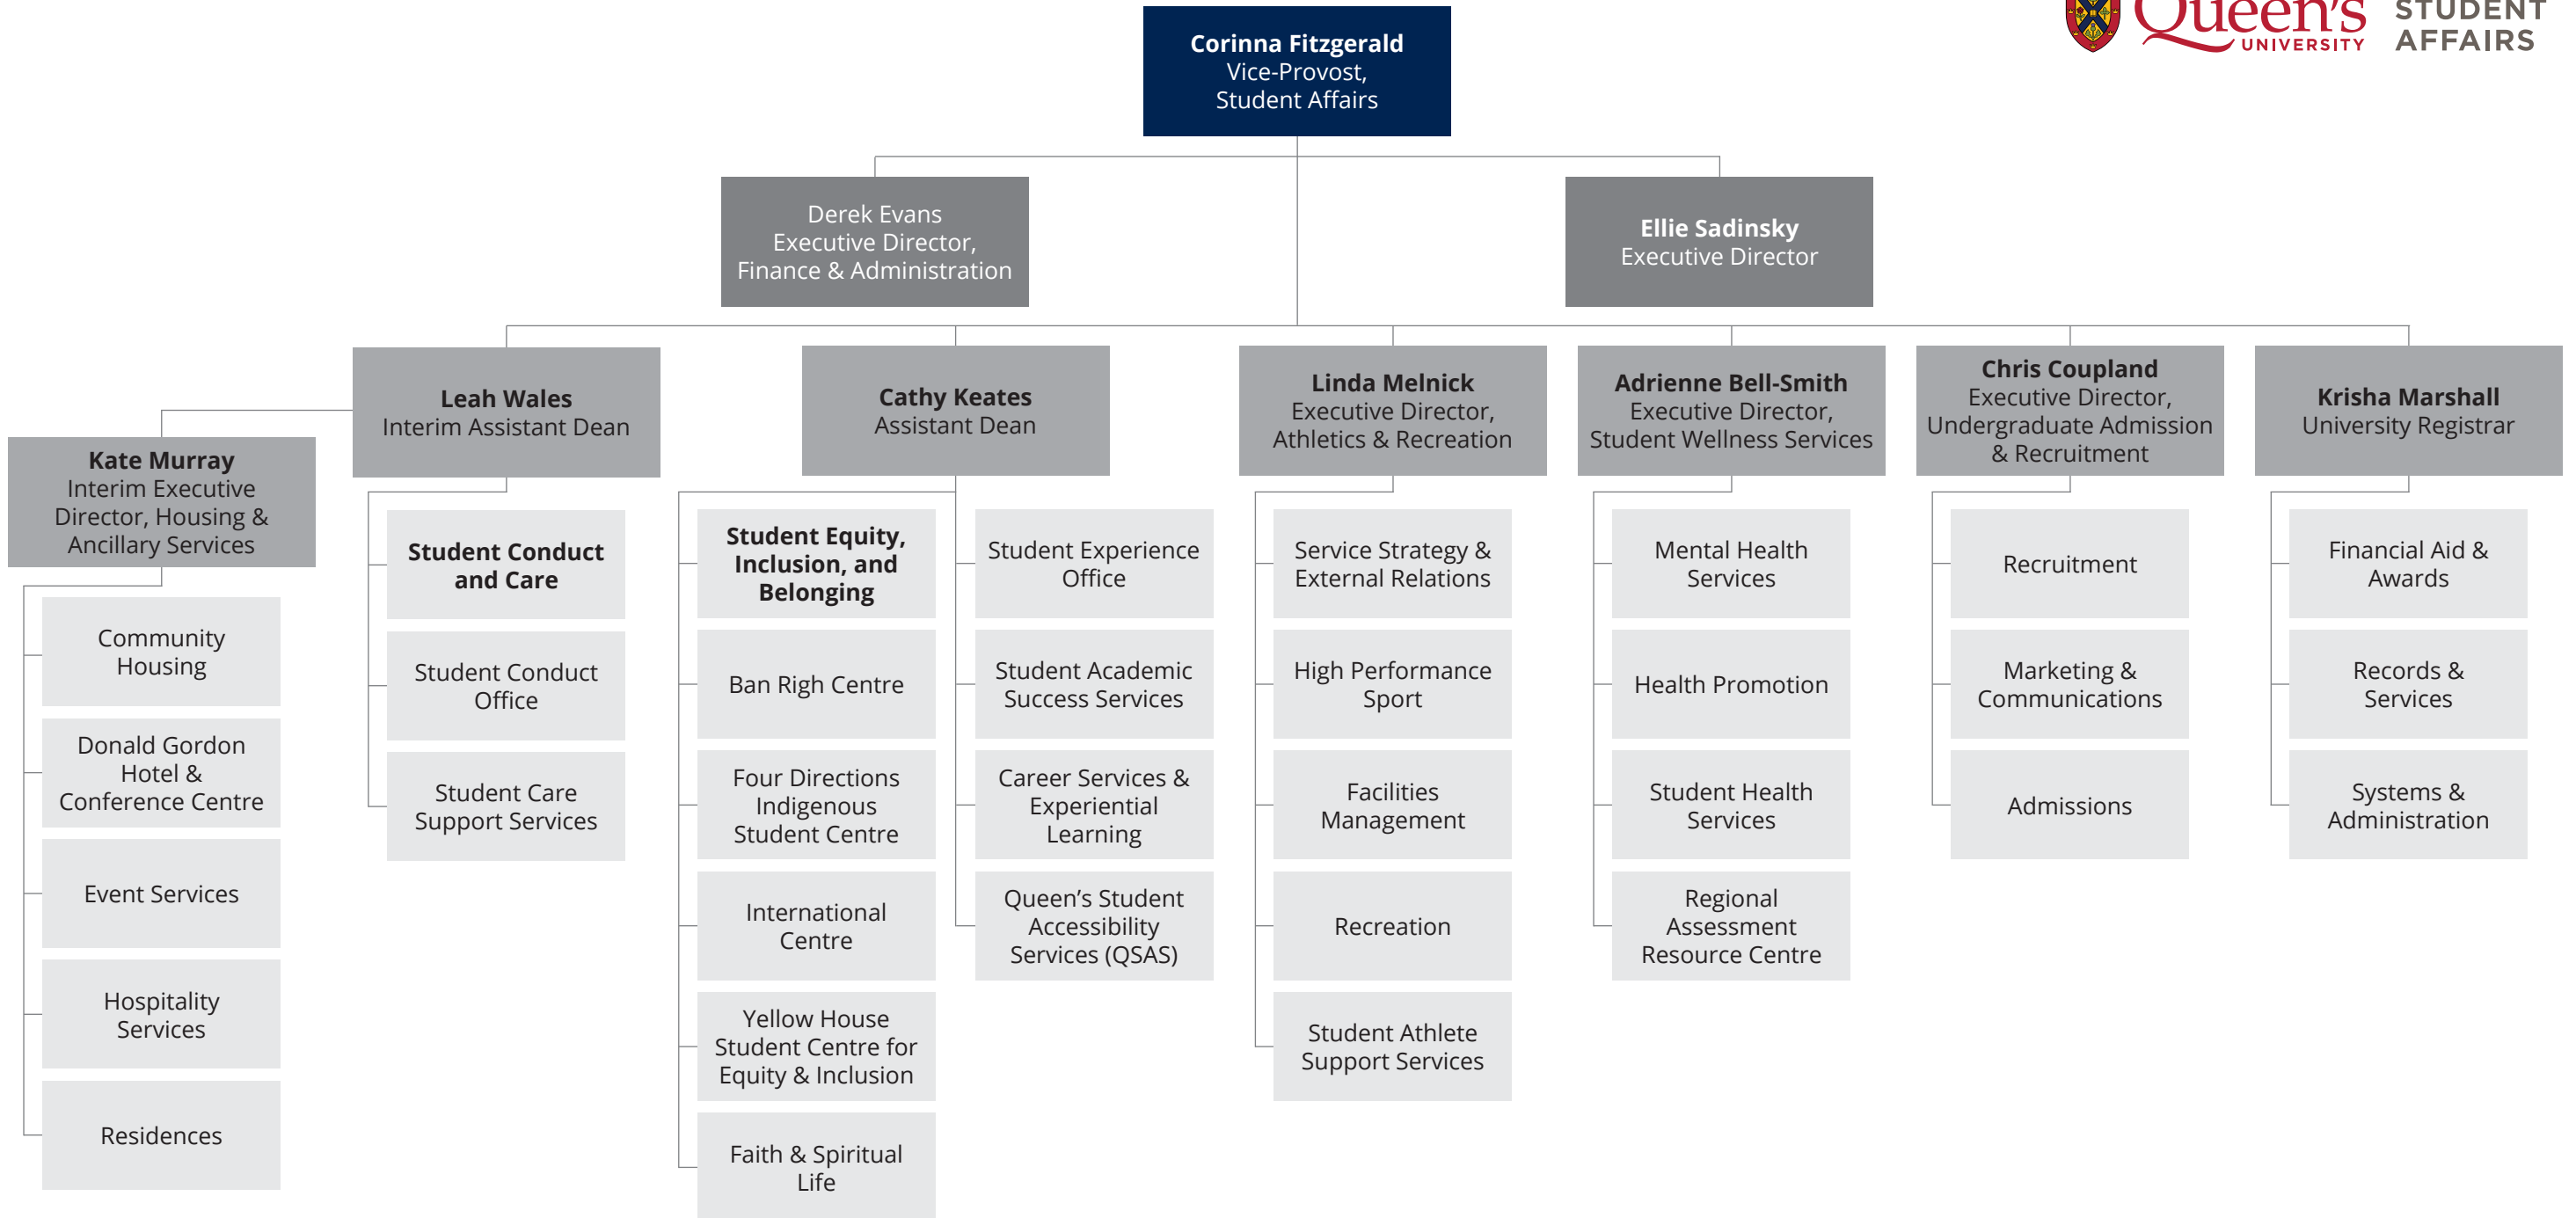 Queen's
UNIVERSITY
STUDENT
AFFAIRS
Corinna Fitzgerald
Vice-Provost,
Student Affairs
Derek Evans
Executive Director,
Finance & Administration
Ellie Sadinsky
Executive Director
Kate Murray
Interim Executive
Director, Housing &
Ancillary Services
Community
Housing
Donald Gordon
Hotel &
Conference Centre
Event Services
Hospitality
Services
Residences
Leah Wales
Interim Assistant Dean
Student Conduct
and Care
Student Conduct
Office
Student Care
Support Services
Cathy Keates
Assistant Dean
Student Equity,
Inclusion, and
Belonging
Ban Righ Centre
Four Directions
Indigenous
Student Centre
International
Centre
Yellow House
Student Centre for
Equity & Inclusion
Faith & Spiritual
Life
Student Experience
Office
Student Academic
Success Services
Career Services &
Experiential
Learning
Queen’s Student
Accessibility
Services (QSAS)
Linda Melnick
Executive Director,
Athletics & Recreation
Service Strategy &
External Relations
High Performance
Sport
Facilities
Management
Recreation
Student Athlete
Support Services
Adrienne Bell-Smith
Executive Director,
Student Wellness Services
Mental Health
Services
Health Promotion
Student Health
Services
Regional
Assessment
Resource Centre
Chris Coupland
Executive Director,
Undergraduate Admission
& Recruitment
Recruitment
Marketing &
Communications
Admissions
Krisha Marshall
University Registrar
Financial Aid &
Awards
Records &
Services
Systems &
Administration